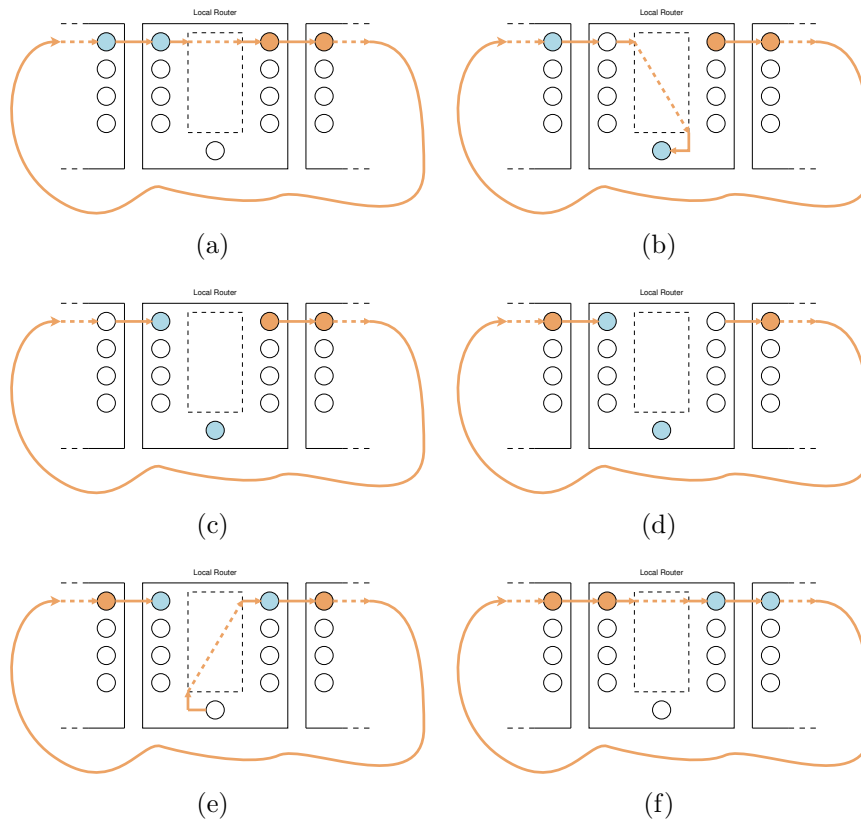 Local Router
Local Router
(a)
(b)
Local Router
Local Router
(c)
(d)
Local Router
Local Router
(e)
(f)